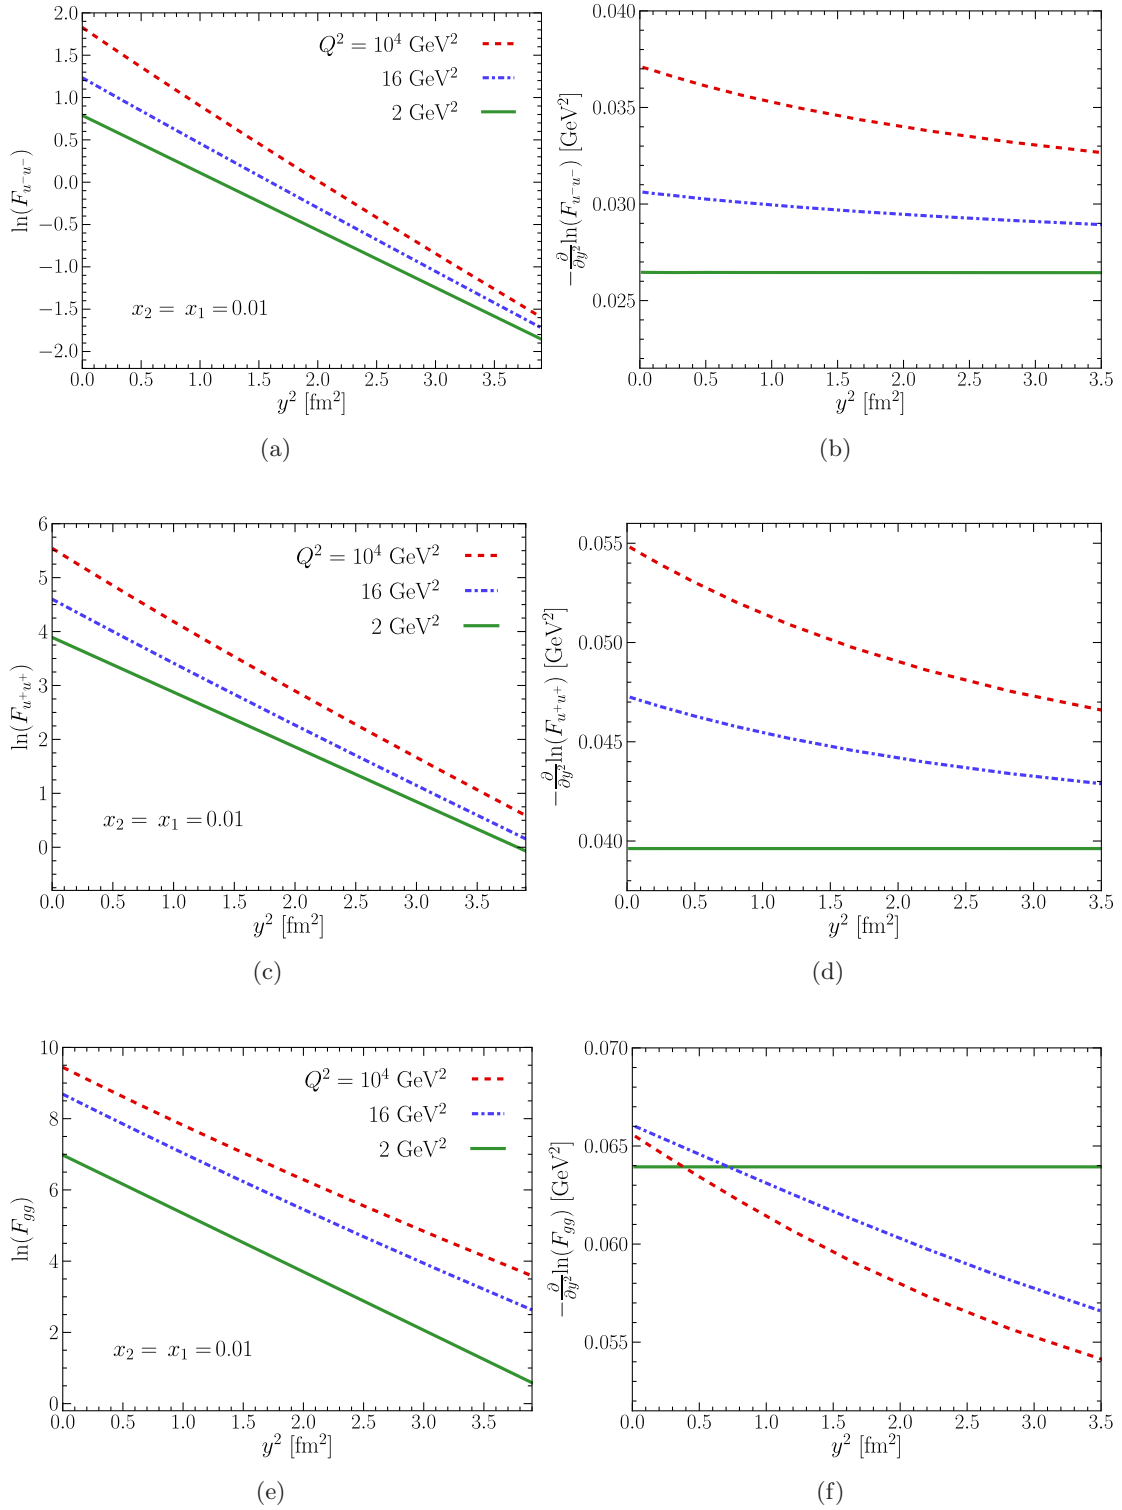 2.0
1.5
1.0
0.5
0.0
−0.5
−1.0
−1.5
−2.0
ln(F_{u⁻u⁻})
Q² = 10⁴ GeV²
16 GeV²
2 GeV²
x₂ = x₁ = 0.01
0.0 0.5 1.0 1.5 2.0 2.5 3.0 3.5
y² [fm²]
(a)
0.040
0.035
0.030
0.025
−∂/∂y² ln(F_{u⁻u⁻}) [GeV²]
0.0 0.5 1.0 1.5 2.0 2.5 3.0 3.5
y² [fm²]
(b)
6
5
4
3
2
1
0
ln(F_{u⁺u⁺})
Q² = 10⁴ GeV²
16 GeV²
2 GeV²
x₂ = x₁ = 0.01
0.0 0.5 1.0 1.5 2.0 2.5 3.0 3.5
y² [fm²]
(c)
0.055
0.050
0.045
0.040
−∂/∂y² ln(F_{u⁺u⁺}) [GeV²]
0.0 0.5 1.0 1.5 2.0 2.5 3.0 3.5
y² [fm²]
(d)
10
8
6
4
2
0
ln(F_{gg})
Q² = 10⁴ GeV²
16 GeV²
2 GeV²
x₂ = x₁ = 0.01
0.0 0.5 1.0 1.5 2.0 2.5 3.0 3.5
y² [fm²]
(e)
0.070
0.065
0.060
0.055
−∂/∂y² ln(F_{gg}) [GeV²]
0.0 0.5 1.0 1.5 2.0 2.5 3.0 3.5
y² [fm²]
(f)